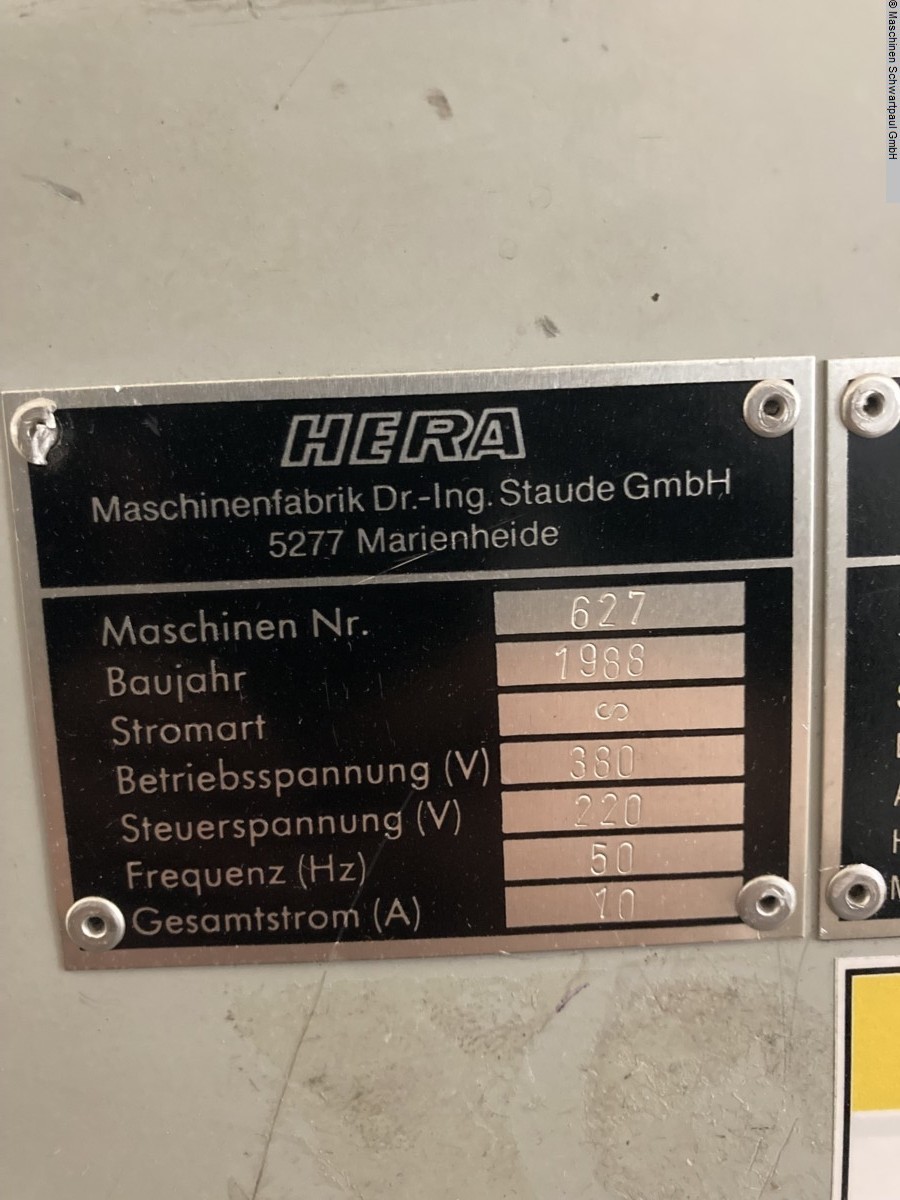 © Maschinen Schwartpaul GmbH
HERA
Maschinenfabrik Dr.-Ing. Staude GmbH
5277 Marienheide
Maschinen Nr. 627
Baujahr 1988
Stromart ∽
Betriebsspannung (V) 380
Steuerspannung (V) 220
Frequenz (Hz) 50
Gesamtstrom (A) 10